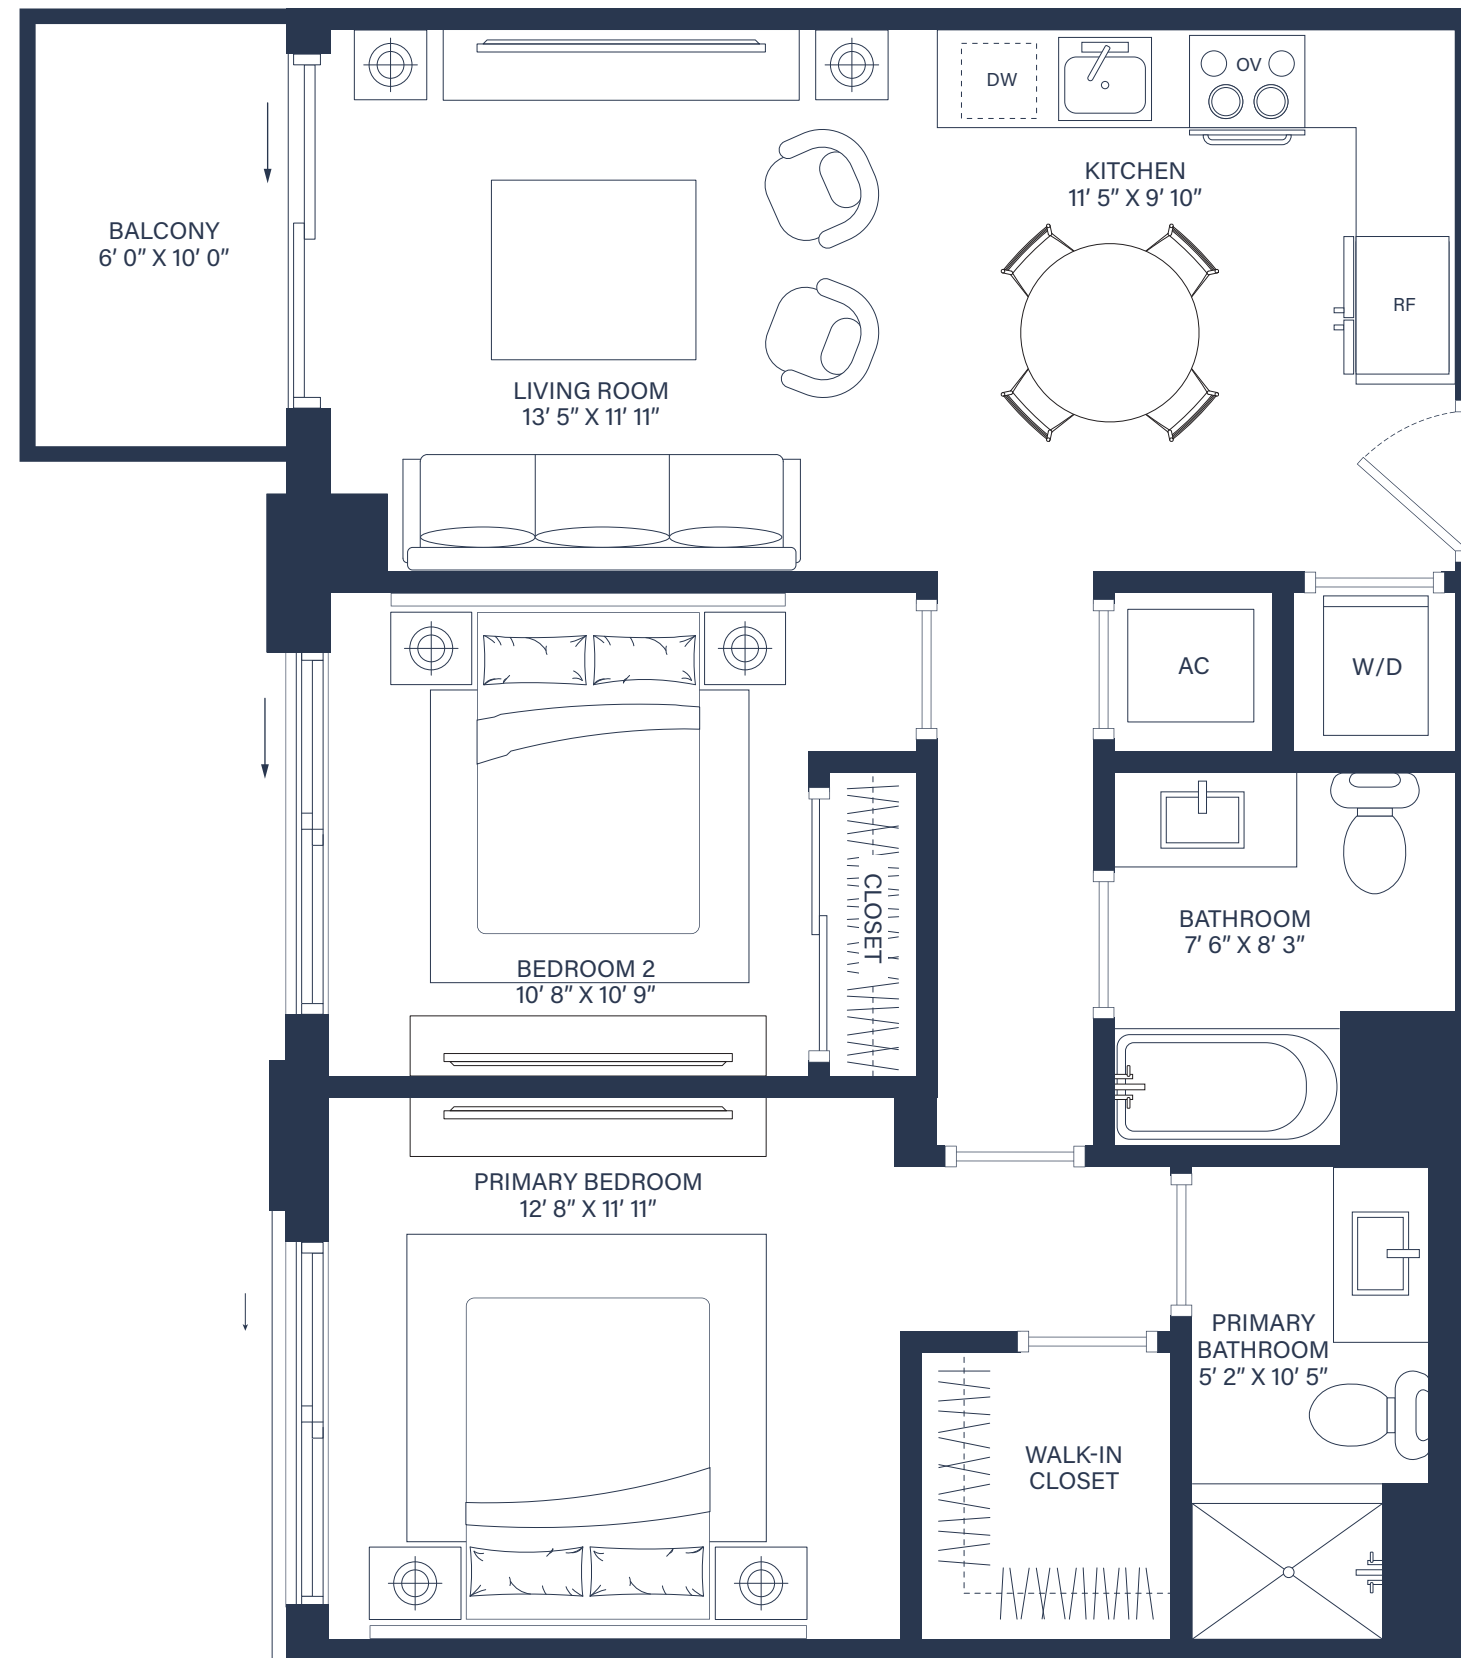 DW
OV
KITCHEN
11' 5" X 9' 10"
BALCONY
6' 0" X 10' 0"
RF
LIVING ROOM
13' 5" X 11' 11"
AC
W/D
CLOSET
BATHROOM
7' 6" X 8' 3"
BEDROOM 2
10' 8" X 10' 9"
PRIMARY BEDROOM
12' 8" X 11' 11"
PRIMARY
BATHROOM
5' 2" X 10' 5"
WALK-IN
CLOSET